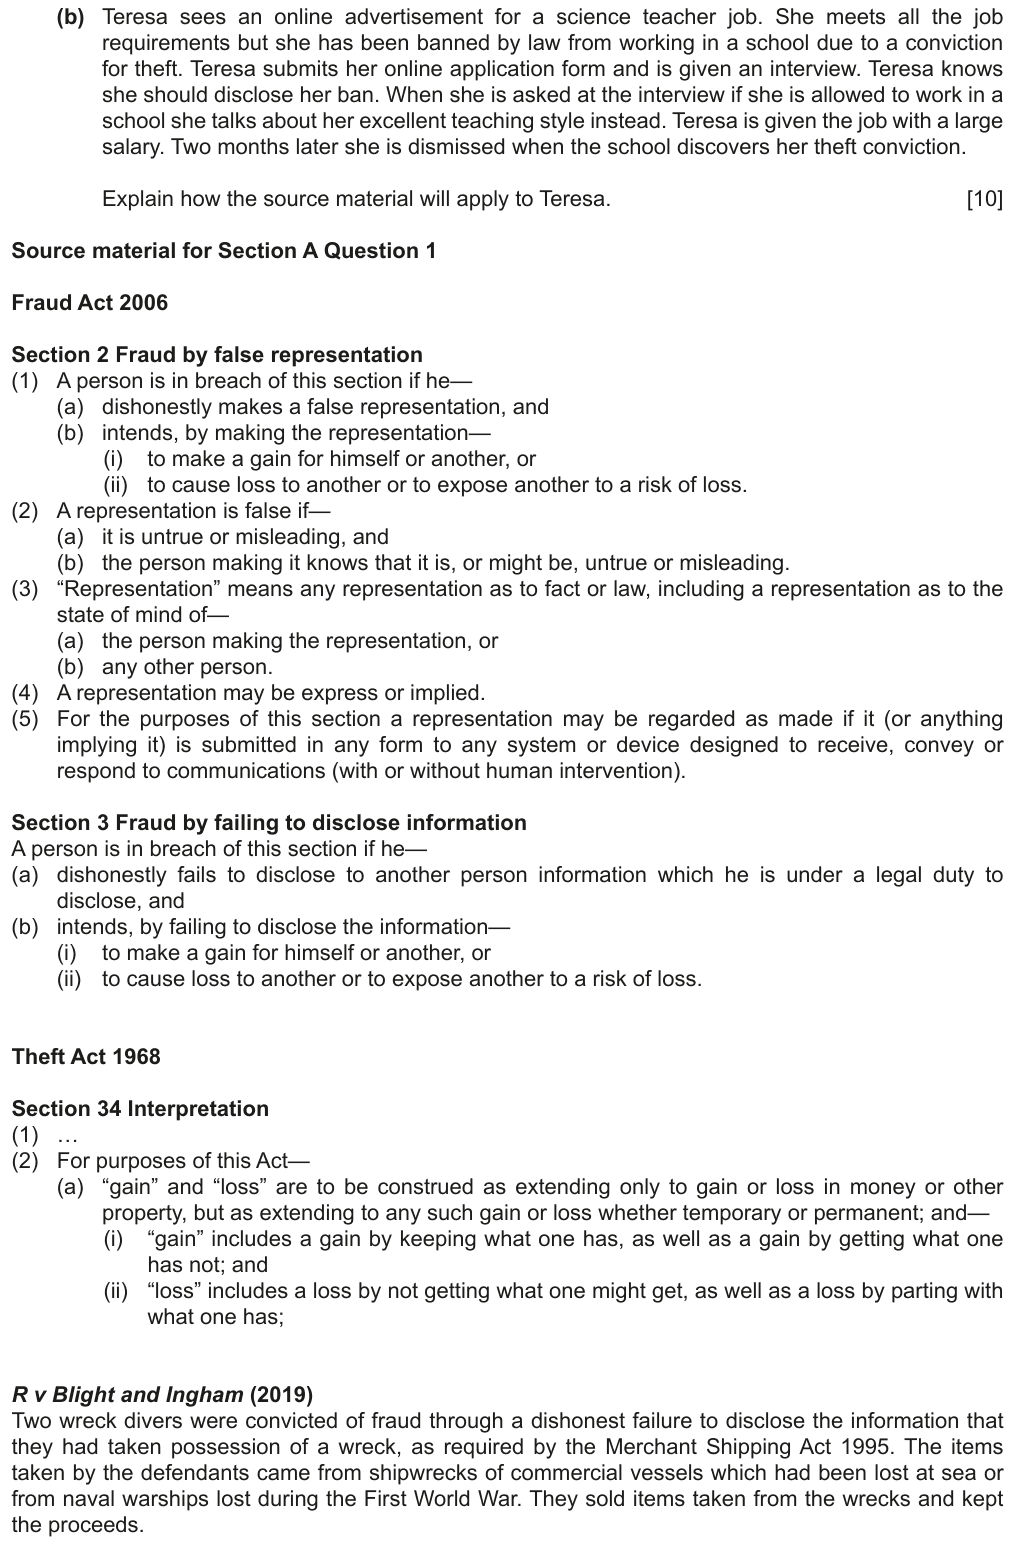 (b) Teresa sees an online advertisement for a science teacher job. She meets all the job
requirements but she has been banned by law from working in a school due to a conviction
for theft. Teresa submits her online application form and is given an interview. Teresa knows
she should disclose her ban. When she is asked at the interview if she is allowed to work in a
school she talks about her excellent teaching style instead. Teresa is given the job with a large
salary. Two months later she is dismissed when the school discovers her theft conviction.
Explain how the source material will apply to Teresa. [10]
Source material for Section A Question 1
Fraud Act 2006
Section 2 Fraud by false representation
(1) A person is in breach of this section if he—
(a) dishonestly makes a false representation, and
(b) intends, by making the representation—
(i) to make a gain for himself or another, or
(ii) to cause loss to another or to expose another to a risk of loss.
(2) A representation is false if—
(a) it is untrue or misleading, and
(b) the person making it knows that it is, or might be, untrue or misleading.
(3) “Representation” means any representation as to fact or law, including a representation as to the
state of mind of—
(a) the person making the representation, or
(b) any other person.
(4) A representation may be express or implied.
(5) For the purposes of this section a representation may be regarded as made if it (or anything
implying it) is submitted in any form to any system or device designed to receive, convey or
respond to communications (with or without human intervention).
Section 3 Fraud by failing to disclose information
A person is in breach of this section if he—
(a) dishonestly fails to disclose to another person information which he is under a legal duty to
disclose, and
(b) intends, by failing to disclose the information—
(i) to make a gain for himself or another, or
(ii) to cause loss to another or to expose another to a risk of loss.
Theft Act 1968
Section 34 Interpretation
(1) …
(2) For purposes of this Act—
(a) “gain” and “loss” are to be construed as extending only to gain or loss in money or other
property, but as extending to any such gain or loss whether temporary or permanent; and—
(i) “gain” includes a gain by keeping what one has, as well as a gain by getting what one
has not; and
(ii) “loss” includes a loss by not getting what one might get, as well as a loss by parting with
what one has;
R v Blight and Ingham (2019)
Two wreck divers were convicted of fraud through a dishonest failure to disclose the information that
they had taken possession of a wreck, as required by the Merchant Shipping Act 1995. The items
taken by the defendants came from shipwrecks of commercial vessels which had been lost at sea or
from naval warships lost during the First World War. They sold items taken from the wrecks and kept
the proceeds.